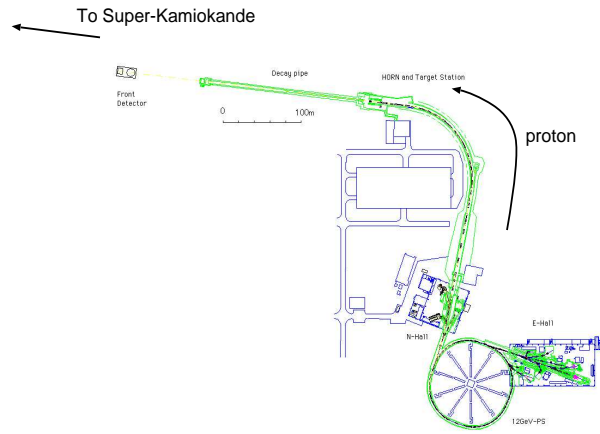 To Super-Kamiokande
Decay pipe
HORN and Target Station
Front
Detector
0
100m
proton
E-Hall
N-Hall
12GeV-PS